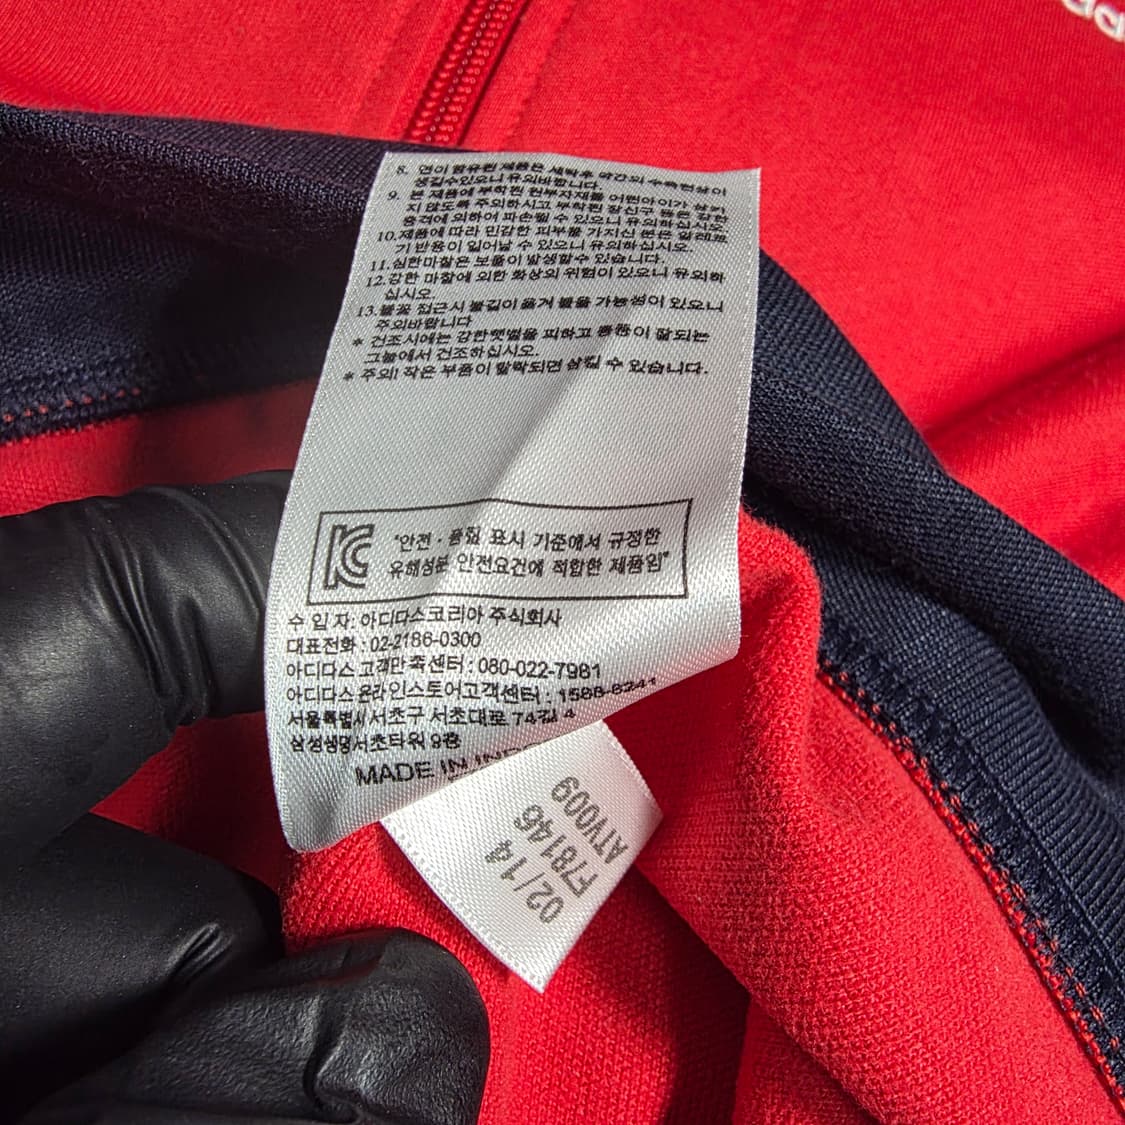 8. 면이 함유된 제품은 세탁후 약간의 수축현상이
생길수있으니 유의바랍니다.
9. 본 제품에 부착된 원부자재를 어린아이가 삼키
지 않도록 주의하시고 부착된 장신구 등은 강한
충격에 의하여 파손될 수 있으니 유의하십시오.
10.제품에 따라 민감한 피부를 가지신 분은 알레르
기 반응이 일어날 수 있으니 유의하십시오.
11.심한마찰은 보풀이 발생할수 있습니다.
12.강한 마찰에 의한 화상의 위험이 있으니 유의하
십시오.
13.불꽃 접근시 불길이 옮겨 붙을 가능성이 있으니
주의바랍니다
* 건조시에는 강한햇볕을 피하고 통풍이 잘되는
그늘에서 건조하십시오.
* 주의! 작은 부품이 탈락되면 삼킬 수 있습니다.
"안전 · 품질 표시 기준에서 규정한
유해성분 안전요건에 적합한 제품임"
수 입 자: 아디다스코리아 주식회사
대표전화 : 02-2186-0300
아디다스고객만족센터 : 080-022-7981
아디다스온라인스토어고객센터 : 1588-8241
서울특별시서초구 서초대로 74길 4
삼성생명서초타워 9층
MADE IN
02/14
F78146
ATV009